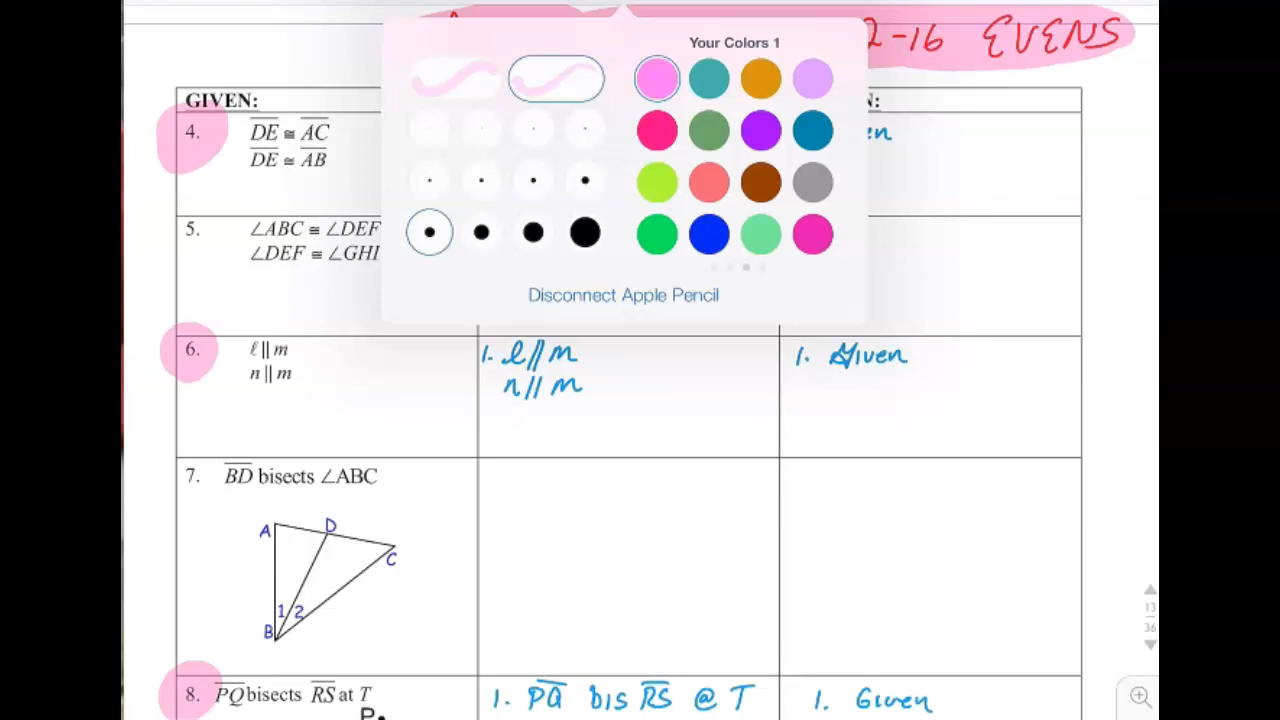 2-16 EVENS
Your Colors 1
GIVEN:
N:
4. DE ≅ AC
en
DE ≅ AB
5. ∠ABC ≅ ∠DEF
∠DEF ≅ ∠GHI
Disconnect Apple Pencil
6. ℓ || m
n || m
1. l // m
n // m
1. Given
7. BD bisects ∠ABC
A
D
C
1 2
B
13
36
8. PQ bisects RS at T
P
1. PQ bis RS @ T
1. Given